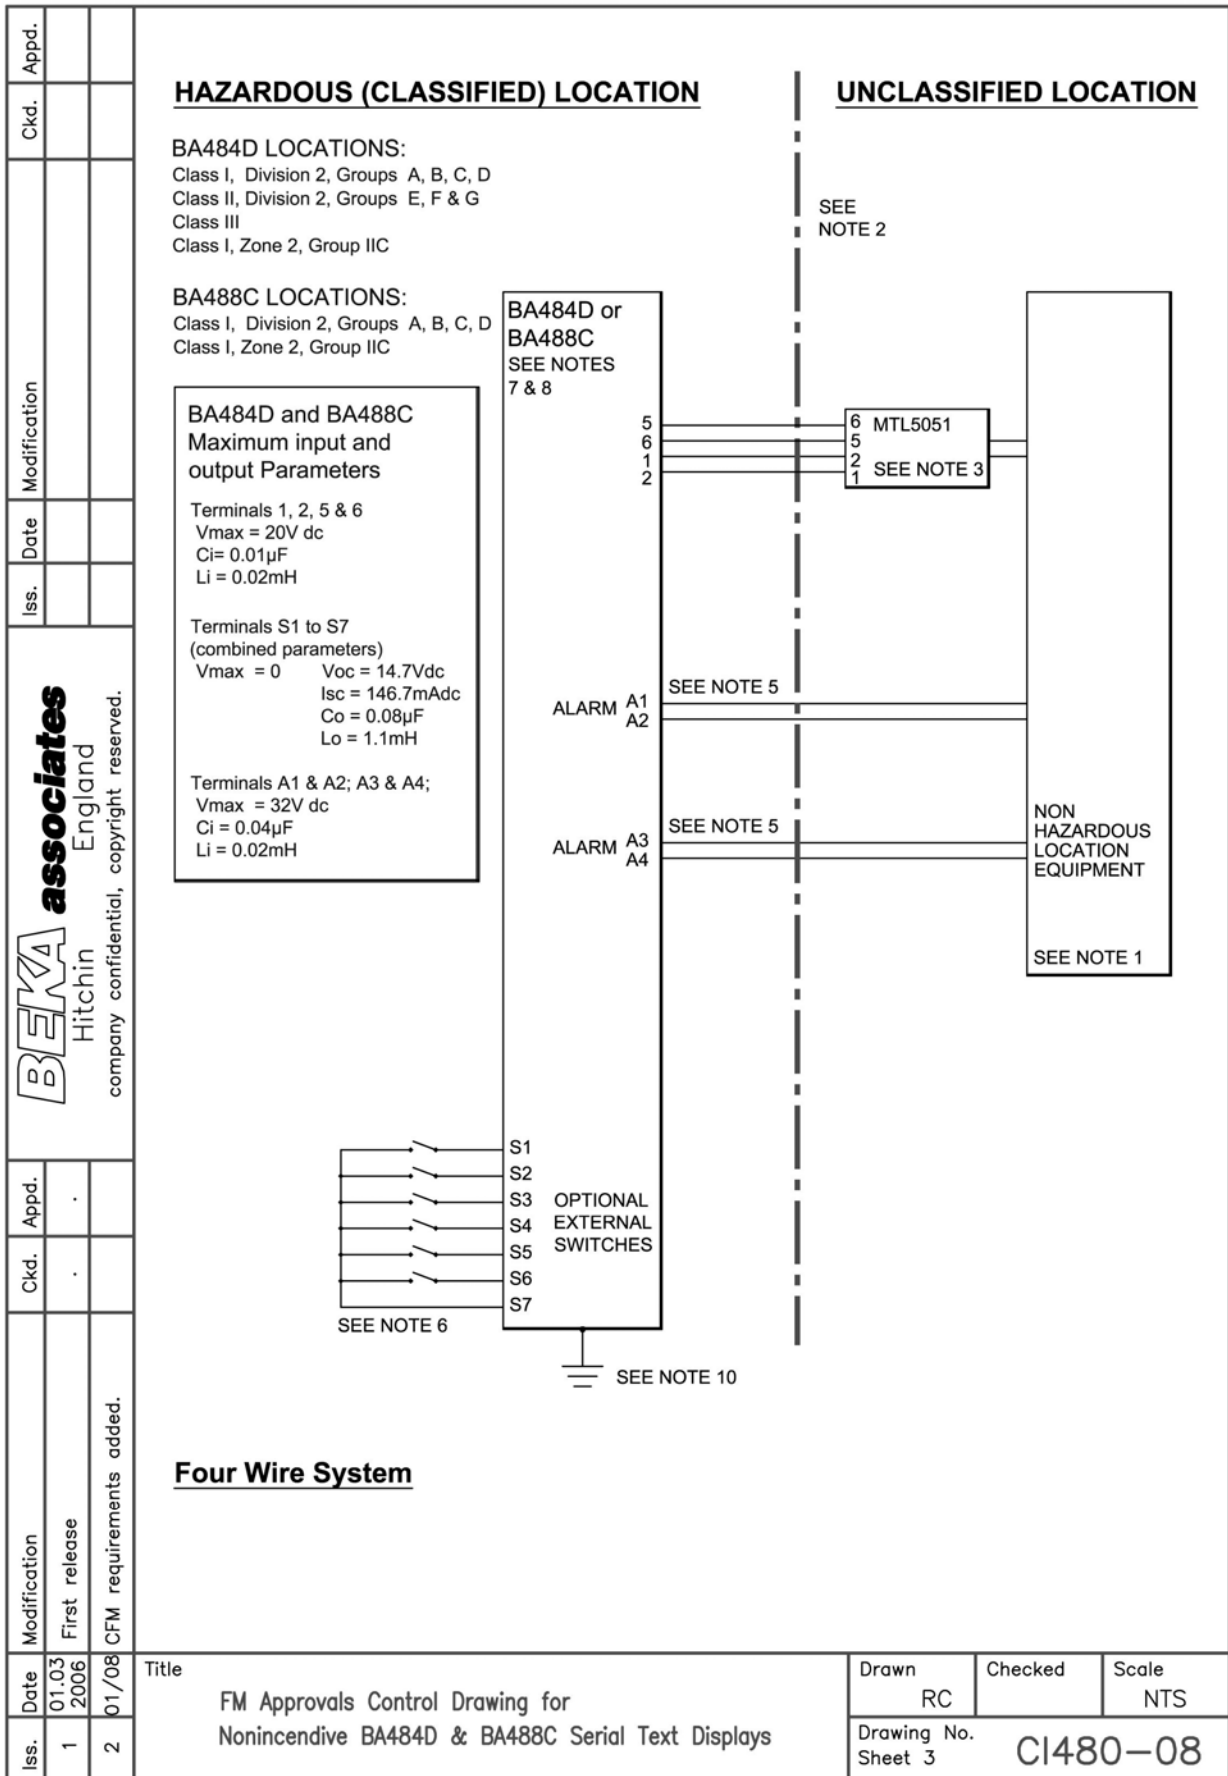 HAZARDOUS (CLASSIFIED) LOCATION
UNCLASSIFIED LOCATION
BA484D LOCATIONS:
Class I, Division 2, Groups A, B, C, D
Class II, Division 2, Groups E, F & G
Class III
Class I, Zone 2, Group IIC
SEE
NOTE 2
BA488C LOCATIONS:
Class I, Division 2, Groups A, B, C, D
Class I, Zone 2, Group IIC
BA484D or
BA488C
SEE NOTES
7 & 8
BA484D and BA488C
Maximum input and
output Parameters
Terminals 1, 2, 5 & 6
Vmax = 20V dc
Ci= 0.01µF
Li = 0.02mH
Terminals S1 to S7
(combined parameters)
Vmax = 0 Voc = 14.7Vdc
Isc = 146.7mAdc
Co = 0.08µF
Lo = 1.1mH
Terminals A1 & A2; A3 & A4;
Vmax = 32V dc
Ci = 0.04µF
Li = 0.02mH
5
6
1
2
6 MTL5051
5
2 SEE NOTE 3
1
ALARM A1
A2
SEE NOTE 5
ALARM A3
A4
SEE NOTE 5
NON
HAZARDOUS
LOCATION
EQUIPMENT
SEE NOTE 1
S1
S2
S3
S4
S5
S6
S7
OPTIONAL
EXTERNAL
SWITCHES
SEE NOTE 6
SEE NOTE 10
Four Wire System
Iss. Date Modification Ckd. Appd.
BEKA associates
Hitchin England
company confidential, copyright reserved.
Iss. Date Modification Ckd. Appd.
1 01.03 2006 First release . .
2 01/08 CFM requirements added.
Title
FM Approvals Control Drawing for
Nonincendive BA484D & BA488C Serial Text Displays
Drawn
RC
Checked
Scale
NTS
Drawing No.
Sheet 3
CI480-08